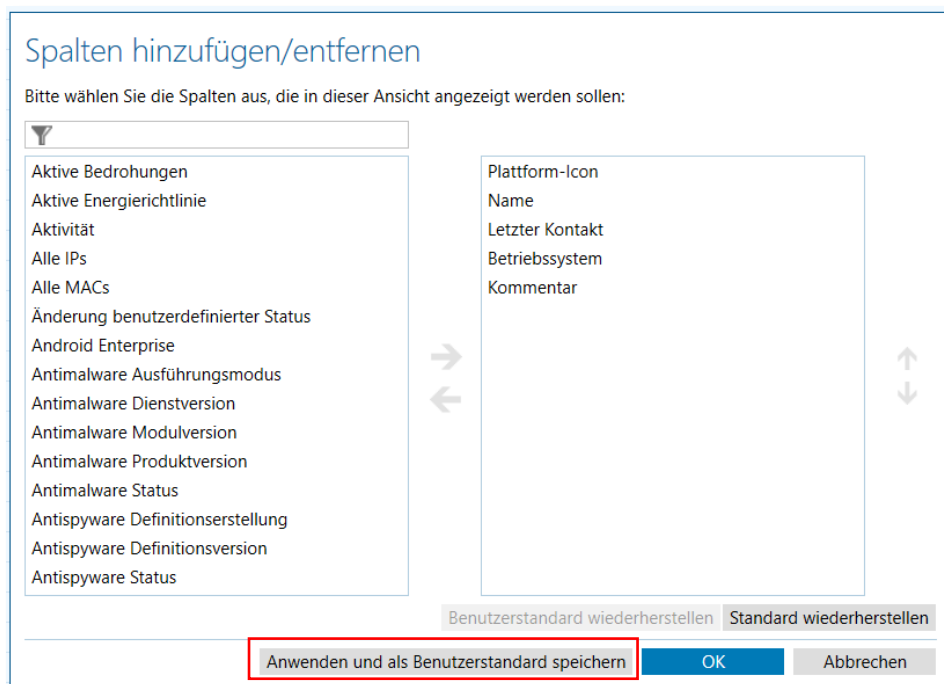 Spalten hinzufügen/entfernen
Bitte wählen Sie die Spalten aus, die in dieser Ansicht angezeigt werden sollen:
Aktive Bedrohungen
Aktive Energierichtlinie
Aktivität
Alle IPs
Alle MACs
Änderung benutzerdefinierter Status
Android Enterprise
Antimalware Ausführungsmodus
Antimalware Dienstversion
Antimalware Modulversion
Antimalware Produktversion
Antimalware Status
Antispyware Definitionserstellung
Antispyware Definitionsversion
Antispyware Status
Plattform-Icon
Name
Letzter Kontakt
Betriebssystem
Kommentar
Benutzerstandard wiederherstellen Standard wiederherstellen
Anwenden und als Benutzerstandard speichern OK Abbrechen